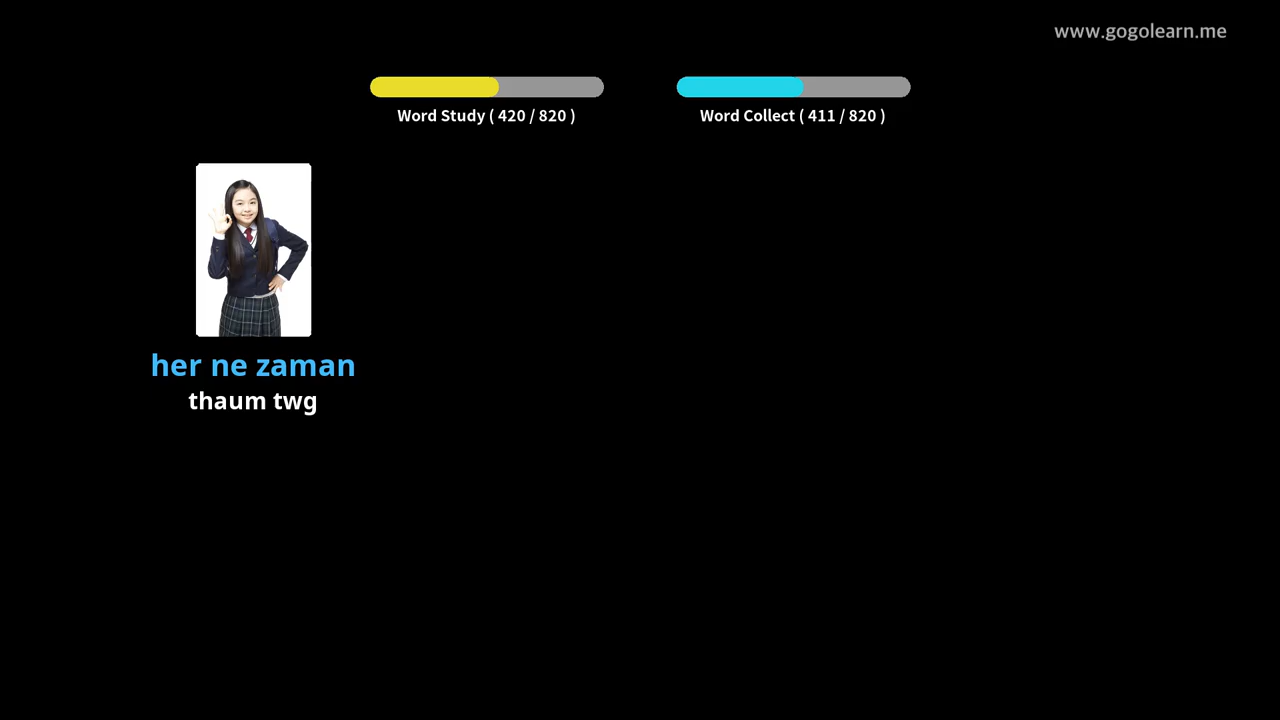 www.gogolearn.me
Word Study ( 420 / 820 )
Word Collect ( 411 / 820 )
her ne zaman
thaum twg